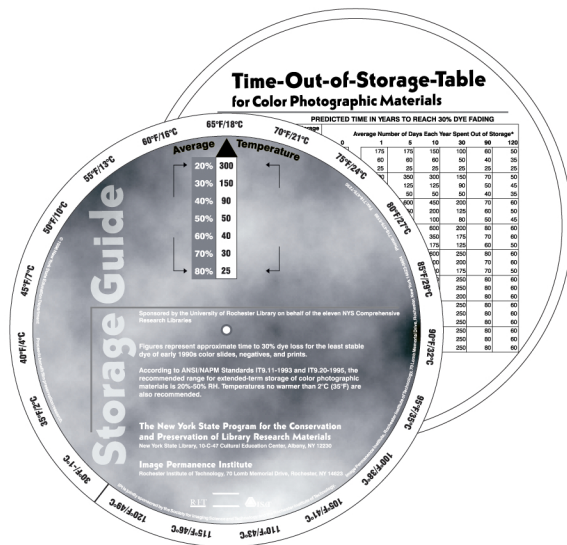 Time-Out-of-Storage-Table
for Color Photographic Materials
PREDICTED TIME IN YEARS TO REACH 30% DYE FADING
Average Number of Days Each Year Spent Out of Storage*
0 1 5 10 30 90 120
175 175 150 100 60 50
60 60 60 50 40 35
25 25 25 25 25 25
350 300 150 70 50
125 125 90 50 45
50 50 50 40 35
450 200 70 60
200 125 60 50
100 80 50 45
600 200 80 60
350 175 70 60
175 125 60 50
250 80 60
200 70 60
170 70 50
250 80 60
250 80 60
200 80 60
250 80 60
250 80 60
250 80 60
250 80 60
250 80 60
250 80 60
30°F/-1°C
35°F/2°C
40°F/4°C
45°F/7°C
50°F/10°C
55°F/13°C
60°F/16°C
65°F/18°C
70°F/21°C
75°F/24°C
80°F/27°C
85°F/29°C
90°F/32°C
95°F/35°C
100°F/38°C
105°F/41°C
110°F/43°C
115°F/46°C
120°F/49°C
Average Temperature
20% 300
30% 150
40% 90
50% 50
60% 40
70% 30
80% 25
Storage Guide
Sponsored by the University of Rochester Library on behalf of the eleven NYS Comprehensive
Research Libraries
Figures represent approximate time to 30% dye loss for the least stable
dye of early 1990s color slides, negatives, and prints.
According to ANSI/NAPM Standards IT9.11-1993 and IT9.20-1995, the
recommended range for extended-term storage of color photographic
materials is 20%-50% RH. Temperatures no warmer than 2°C (35°F) are
also recommended.
The New York State Program for the Conservation
and Preservation of Library Research Materials
New York State Library, 10-C-47 Cultural Education Center, Albany, NY 12230
Image Permanence Institute
Rochester Institute of Technology, 70 Lomb Memorial Drive, Rochester, NY 14623
R·I·T